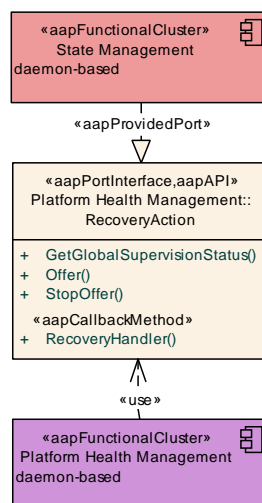 «aapFunctionalCluster»
State Management
daemon-based
«aapProvidedPort»
«aapPortInterface,aapAPI»
Platform Health Management::
RecoveryAction
+ GetGlobalSupervisionStatus()
+ Offer()
+ StopOffer()
«aapCallbackMethod»
+ RecoveryHandler()
«use»
«aapFunctionalCluster»
Platform Health Management
daemon-based